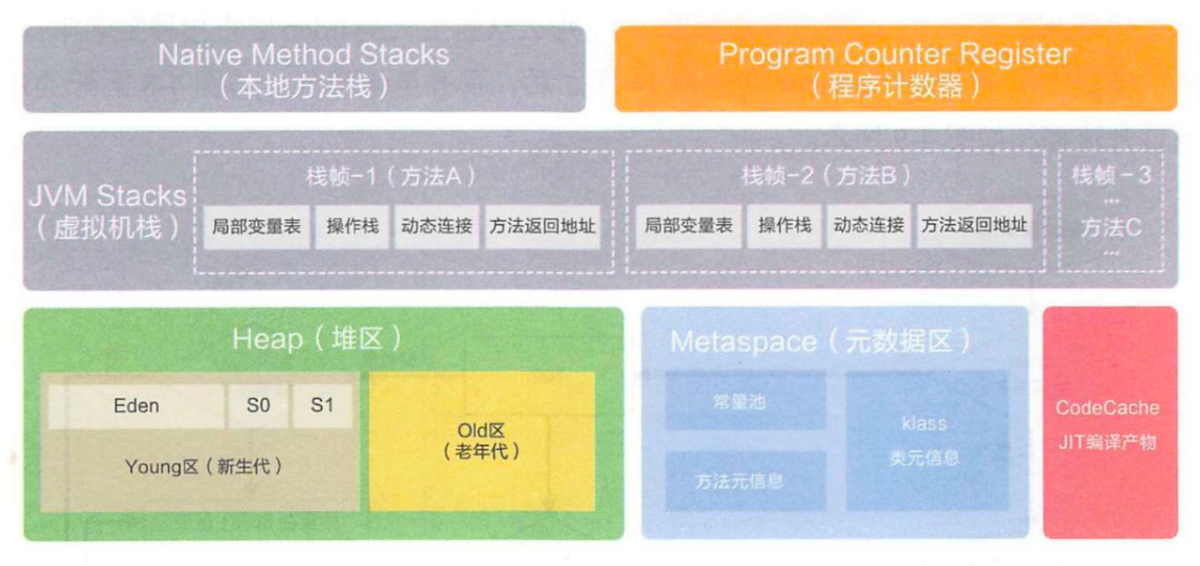 Native Method Stacks
（本地方法栈）
Program Counter Register
（程序计数器）
JVM Stacks
（虚拟机栈）
栈帧-1（方法A）
局部变量表
操作栈
动态连接
方法返回地址
栈帧-2（方法B）
局部变量表
操作栈
动态连接
方法返回地址
栈帧-3
...
方法C
...
Heap（堆区）
Eden
S0
S1
Young区（新生代）
Old区
（老年代）
Metaspace（元数据区）
常量池
方法元信息
klass
类元信息
CodeCache
JIT编译产物